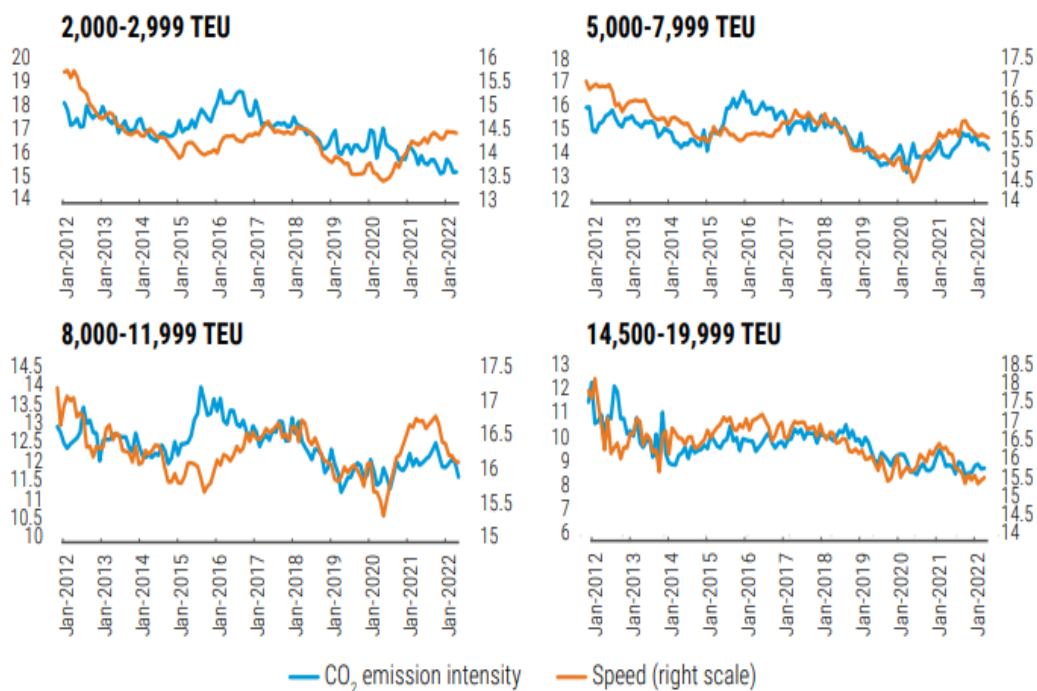 2,000-2,999 TEU
20
19
18
17
16
15
14
16
15.5
15
14.5
14
13.5
13
Jan-2012
Jan-2013
Jan-2014
Jan-2015
Jan-2016
Jan-2017
Jan-2018
Jan-2019
Jan-2020
Jan-2021
Jan-2022
5,000-7,999 TEU
18
17
16
15
14
13
12
17.5
17
16.5
16
15.5
15
14.5
14
Jan-2012
Jan-2013
Jan-2014
Jan-2015
Jan-2016
Jan-2017
Jan-2018
Jan-2019
Jan-2020
Jan-2021
Jan-2022
8,000-11,999 TEU
14.5
14
13.5
13
12.5
12
11.5
11
10.5
10
17.5
17
16.5
16
15.5
15
Jan-2012
Jan-2013
Jan-2014
Jan-2015
Jan-2016
Jan-2017
Jan-2018
Jan-2019
Jan-2020
Jan-2021
Jan-2022
14,500-19,999 TEU
13
12
11
10
9
8
7
6
18.5
18
17.5
17
16.5
16
15.5
15
14.5
14
Jan-2012
Jan-2013
Jan-2014
Jan-2015
Jan-2016
Jan-2017
Jan-2018
Jan-2019
Jan-2020
Jan-2021
Jan-2022
CO₂ emission intensity
Speed (right scale)